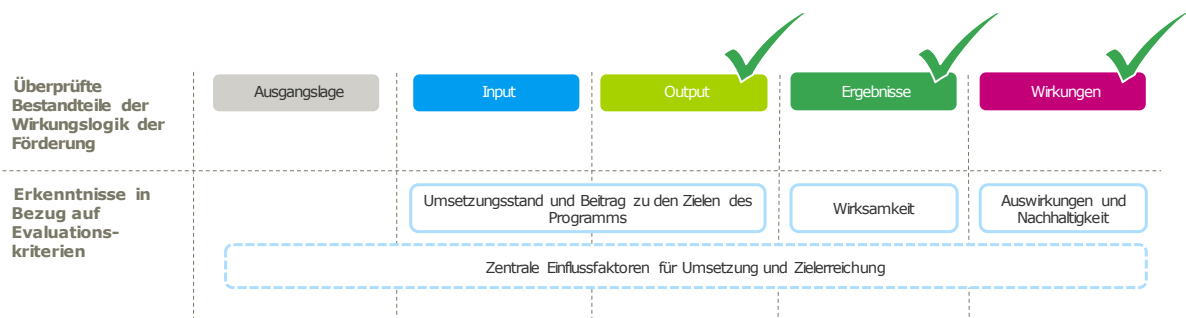 Überprüfte
Bestandteile der
Wirkungslogik der
Förderung
Ausgangslage
Input
Output
Ergebnisse
Wirkungen
Erkenntnisse in
Bezug auf
Evaluations-
kriterien
Umsetzungsstand und Beitrag zu den Zielen des
Programms
Wirksamkeit
Auswirkungen und
Nachhaltigkeit
Zentrale Einflussfaktoren für Umsetzung und Zielerreichung